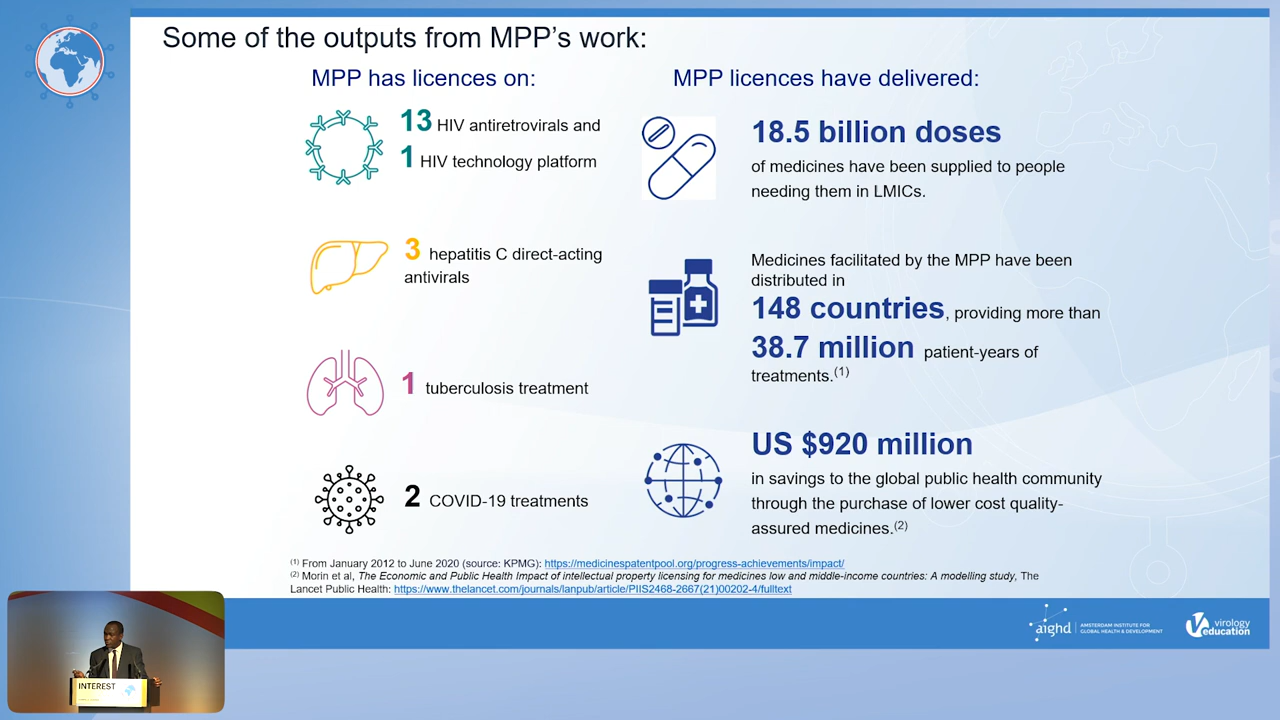 Some of the outputs from MPP's work:
MPP has licences on:
13 HIV antiretrovirals and
1 HIV technology platform
3 hepatitis C direct-acting
antivirals
1 tuberculosis treatment
2 COVID-19 treatments
MPP licences have delivered:
18.5 billion doses
of medicines have been supplied to people
needing them in LMICs.
Medicines facilitated by the MPP have been
distributed in
148 countries, providing more than
38.7 million patient-years of
treatments.(1)
US $920 million
in savings to the global public health community
through the purchase of lower cost quality-
assured medicines.(2)
(1) From January 2012 to June 2020 (source: KPMG): https://medicinespatentpool.org/progress-achievements/impact/
(2) Morin et al, The Economic and Public Health Impact of intellectual property licensing for medicines low and middle-income countries: A modelling study, The
Lancet Public Health: https://www.thelancet.com/journals/lanpub/article/PIIS2468-2667(21)00202-4/fulltext
INTEREST
aighd
AMSTERDAM INSTITUTE FOR
GLOBAL HEALTH & DEVELOPMENT
virology
education